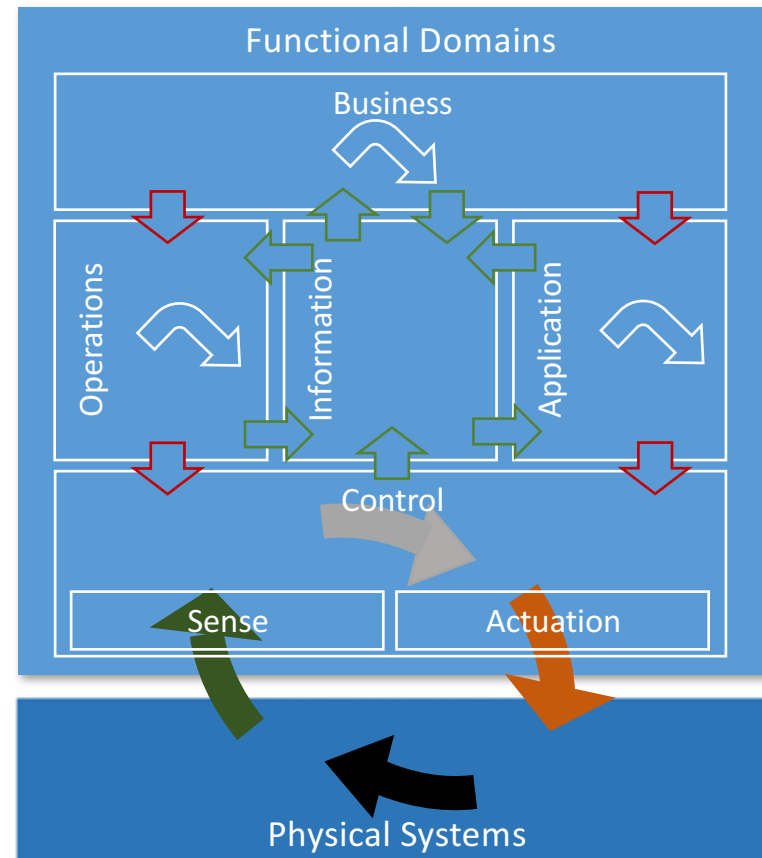 Functional Domains
Business
Operations
Information
Application
Control
Sense
Actuation
Physical Systems